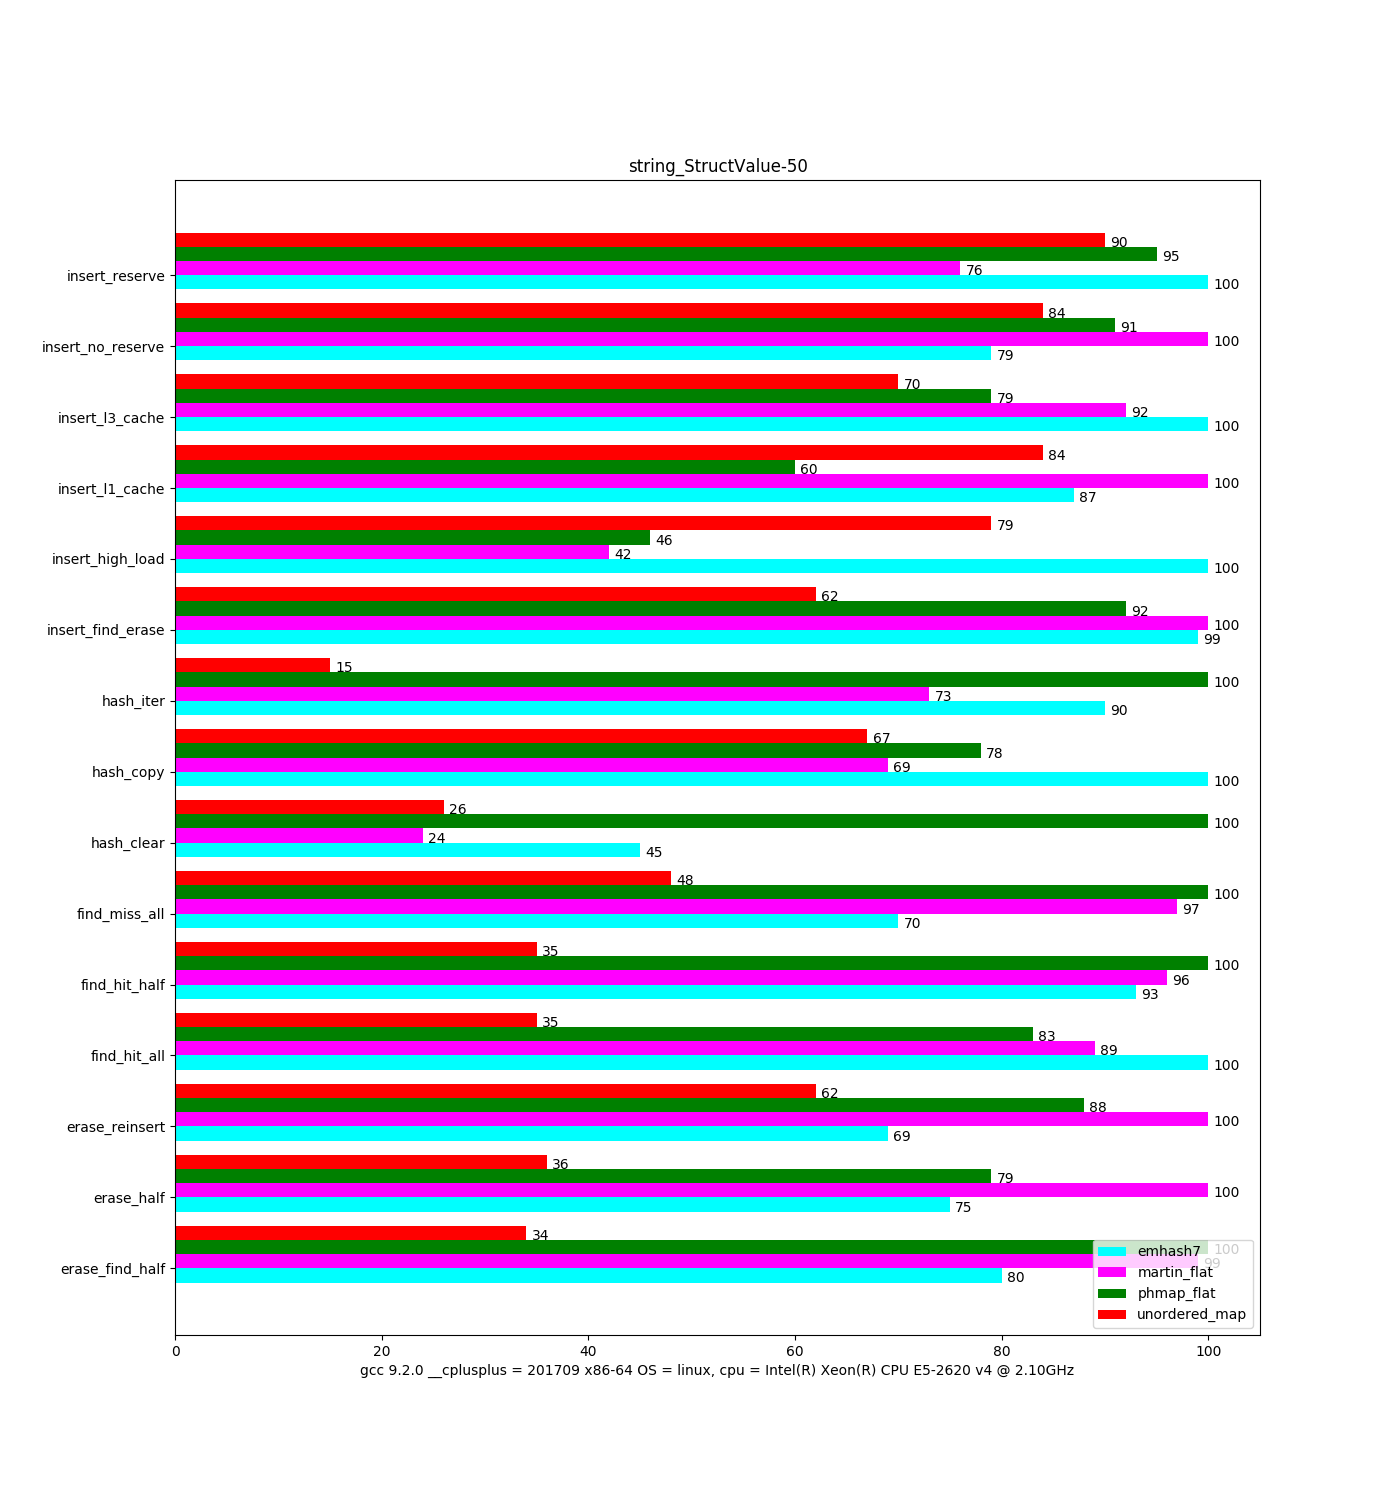 string_StructValue-50
90
95
insert_reserve
76
100
84
91
insert_no_reserve
100
79
70
79
insert_l3_cache
92
100
84
60
insert_l1_cache
100
87
79
46
insert_high_load
42
100
62
92
insert_find_erase
100
99
15
100
hash_iter
73
90
67
78
hash_copy
69
100
26
100
hash_clear
24
45
48
100
find_miss_all
97
70
35
100
find_hit_half
96
93
35
83
find_hit_all
89
100
62
88
erase_reinsert
100
69
36
79
erase_half
100
75
34
100
erase_find_half
99
80
emhash7
martin_flat
phmap_flat
unordered_map
0 20 40 60 80 100
gcc 9.2.0 __cplusplus = 201709 x86-64 OS = linux, cpu = Intel(R) Xeon(R) CPU E5-2620 v4 @ 2.10GHz